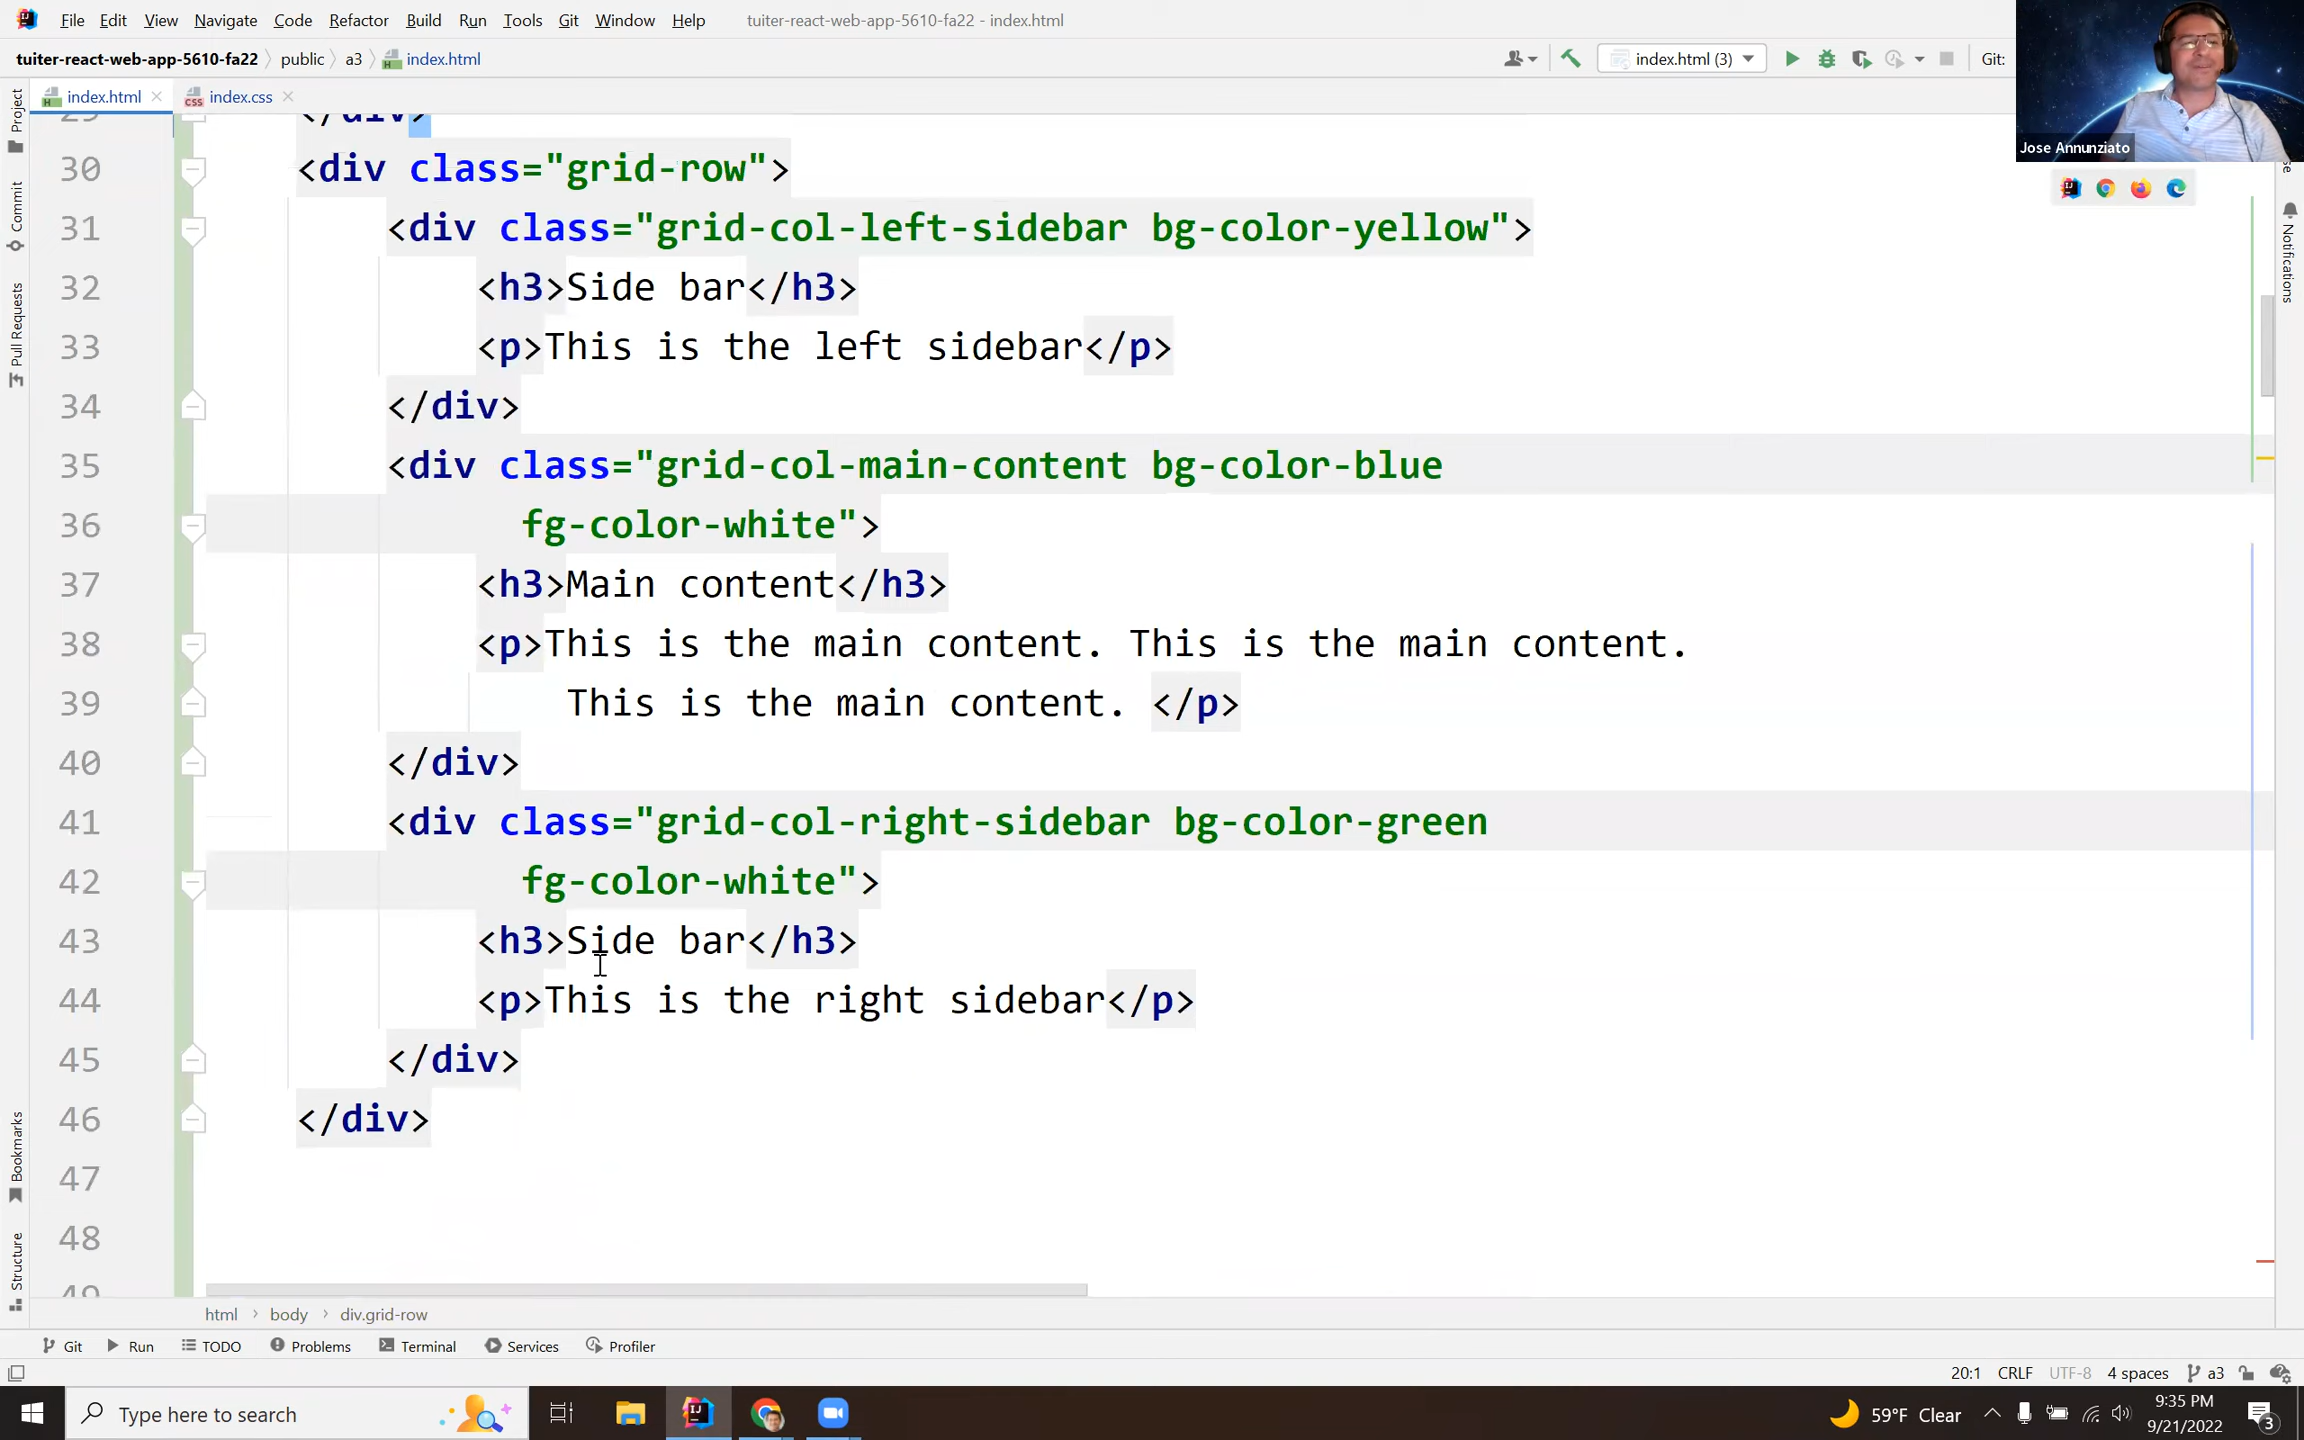 File Edit View Navigate Code Refactor Build Run Tools Git Window Help tuiter-react-web-app-5610-fa22 - index.html
tuiter-react-web-app-5610-fa22 public a3 index.html index.html (3) Git:
Project
index.html index.css
Jose Annunziato
</div>
30 <div class="grid-row">
31 <div class="grid-col-left-sidebar bg-color-yellow">
32 <h3>Side bar</h3>
33 <p>This is the left sidebar</p>
34 </div>
35 <div class="grid-col-main-content bg-color-blue
36 fg-color-white">
37 <h3>Main content</h3>
38 <p>This is the main content. This is the main content.
39 This is the main content. </p>
40 </div>
41 <div class="grid-col-right-sidebar bg-color-green
42 fg-color-white">
43 <h3>Side bar</h3>
44 <p>This is the right sidebar</p>
45 </div>
46 </div>
47
48
49
Commit
Pull Requests
Bookmarks
Structure
Notifications
html body div.grid-row
Git Run TODO Problems Terminal Services Profiler
20:1 CRLF UTF-8 4 spaces a3
Type here to search
59°F Clear
9:35 PM
9/21/2022
3